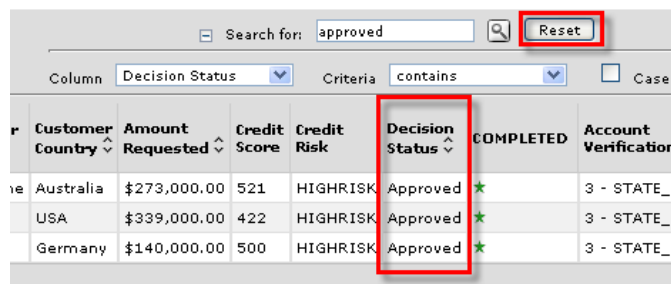 Search for: approved Reset
Column Decision Status Criteria contains Case
Customer Amount Credit Credit Decision COMPLETED Account
Country Requested Score Risk Status Verification
Australia $273,000.00 521 HIGHRISK Approved 3 - STATE_
USA $339,000.00 422 HIGHRISK Approved 3 - STATE_
Germany $140,000.00 500 HIGHRISK Approved 3 - STATE_